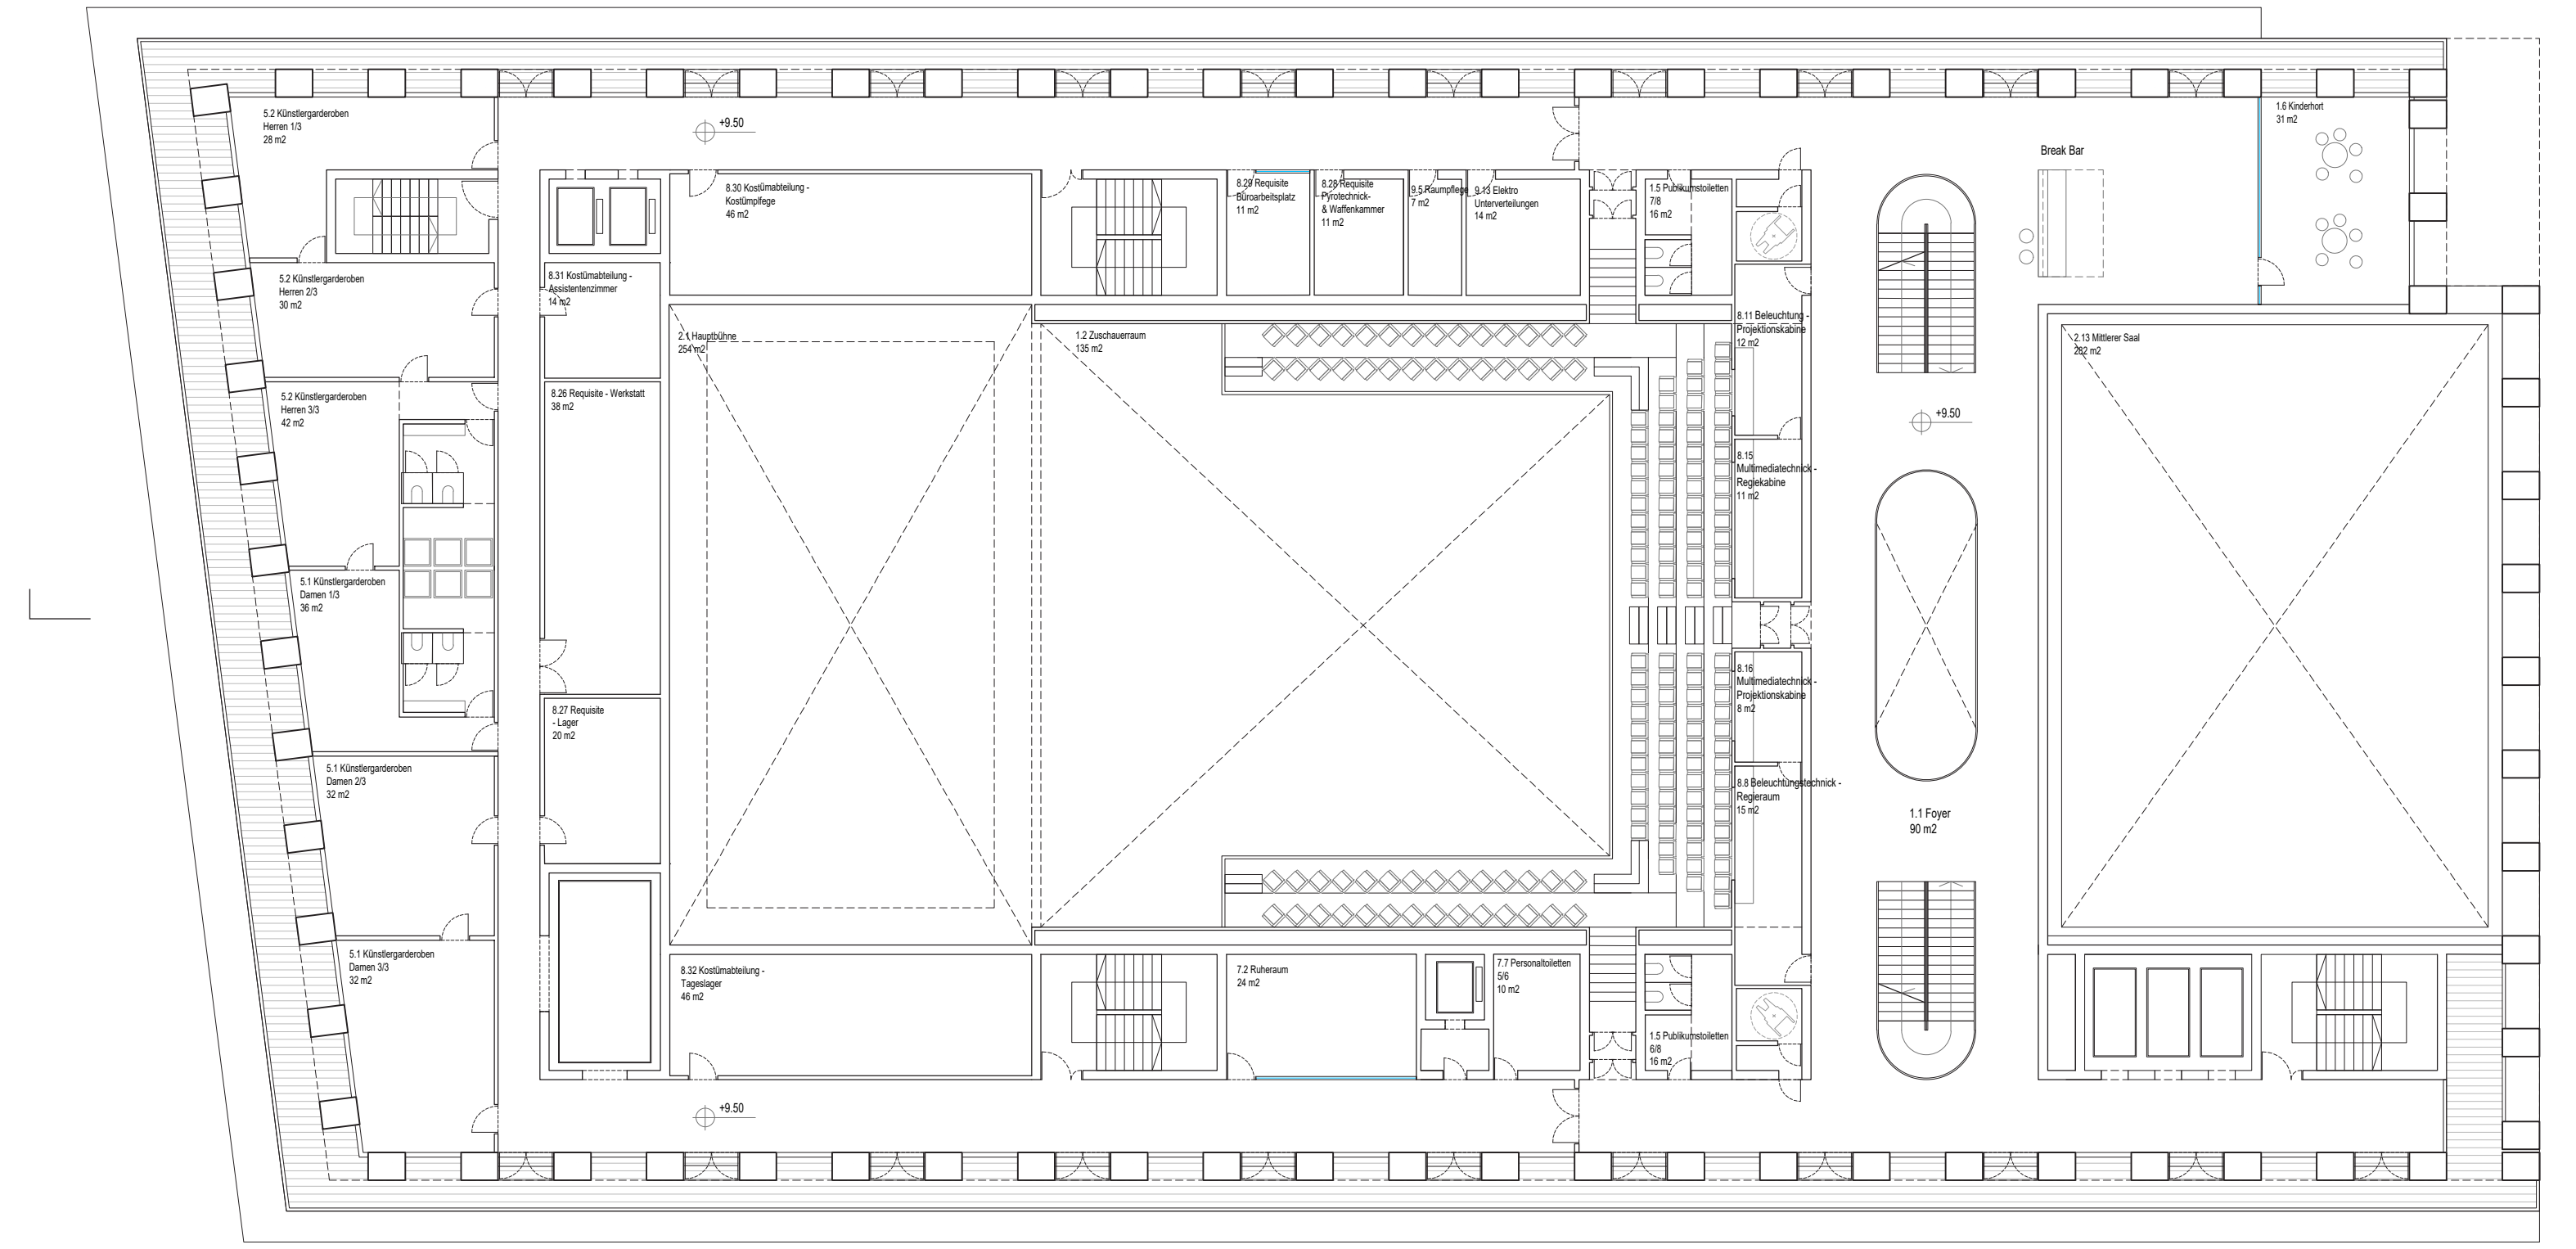 5.2 Künstlergarderoben
Herren 1/3
28 m2
+9.50
8.30 Kostümabteilung -
Kostümpflege
46 m2
8.29 Requisite
Büroarbeitsplatz
11 m2
8.28 Requisite
Pyrotechnick-
& Waffenkammer
11 m2
9.5 Raumpflege
7 m2
9.13 Elektro
Unterverteilungen
14 m2
1.5 Publikumstoiletten
7/8
16 m2
Break Bar
1.6 Kinderhort
31 m2
5.2 Künstlergarderoben
Herren 2/3
30 m2
8.31 Kostümabteilung -
Assistentenzimmer
14 m2
2.1 Hauptbühne
254 m2
1.2 Zuschauerraum
135 m2
8.11 Beleuchtung -
Projektionskabine
12 m2
2.13 Mittlerer Saal
282 m2
5.2 Künstlergarderoben
Herren 3/3
42 m2
8.26 Requisite - Werkstatt
38 m2
+9.50
8.15
Multimediatechnick -
Regiekabine
11 m2
5.1 Künstlergarderoben
Damen 1/3
36 m2
8.16
Multimediatechnick -
Projektionskabine
8 m2
8.27 Requisite
- Lager
20 m2
5.1 Künstlergarderoben
Damen 2/3
32 m2
8.8 Beleuchtungstechnick -
Regieraum
15 m2
1.1 Foyer
90 m2
5.1 Künstlergarderoben
Damen 3/3
32 m2
8.32 Kostümabteilung -
Tageslager
46 m2
7.2 Ruheraum
24 m2
7.7 Personaltoiletten
5/6
10 m2
1.5 Publikumstoiletten
6/8
16 m2
+9.50